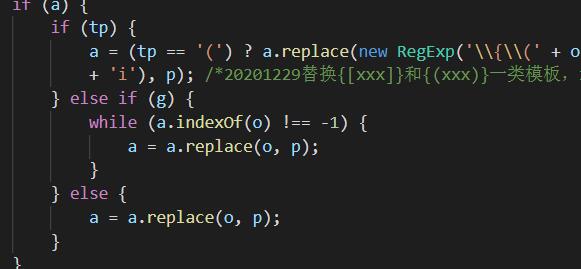 if (a) {
if (tp) {
a = (tp == '(') ? a.replace(new RegExp('\\{\\(' + o
+ 'i'), p); /*20201229替换{[xxx]}和{(xxx)}一类模板，
} else if (g) {
while (a.indexOf(o) !== -1) {
a = a.replace(o, p);
}
} else {
a = a.replace(o, p);
}
}